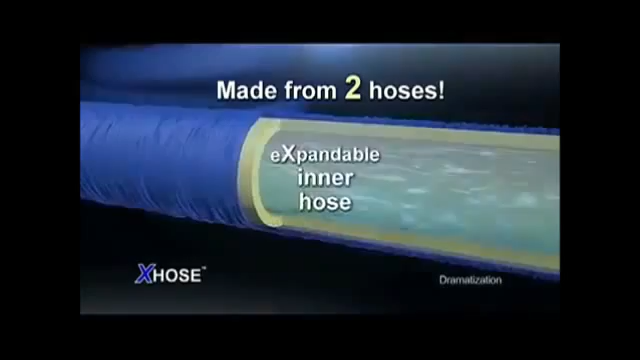 Made from 2 hoses!
eXpandable
inner
hose
XHOSE™
Dramatization